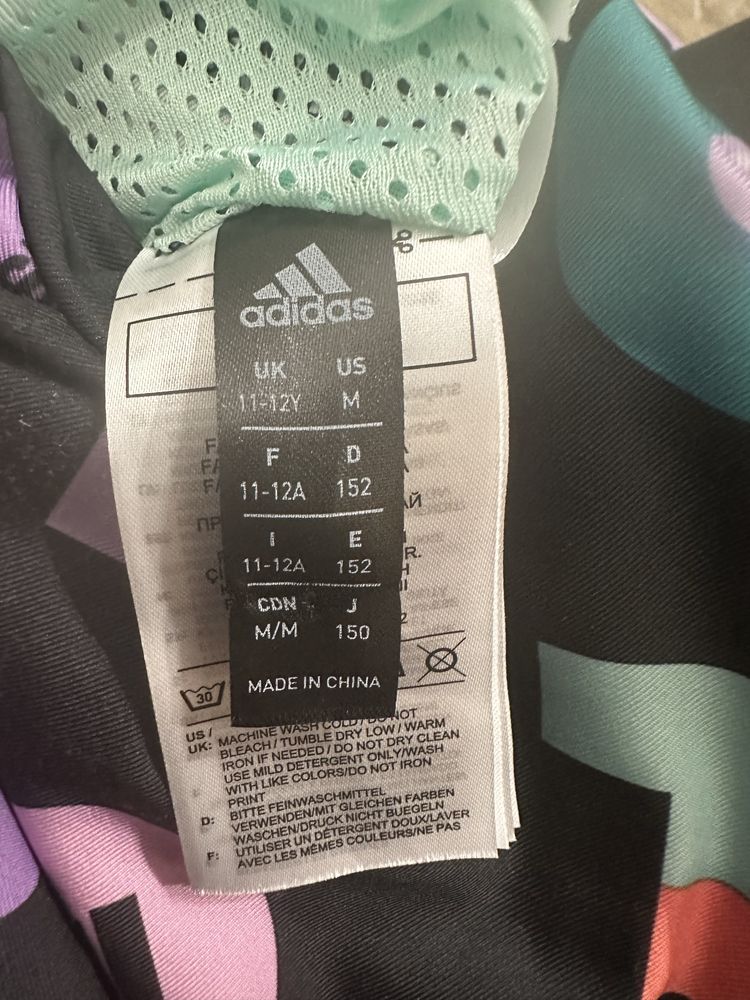 adidas
UK US
11-12Y M
F D
11-12A 152
I E
11-12A 152
CDN J
M/M 150
MADE IN CHINA
30
US /
UK: MACHINE WASH COLD / DO NOT
BLEACH / TUMBLE DRY LOW / WARM
IRON IF NEEDED / DO NOT DRY CLEAN
USE MILD DETERGENT ONLY/WASH
WITH LIKE COLORS/DO NOT IRON
PRINT
D: BITTE FEINWASCHMITTEL
VERWENDEN/MIT GLEICHEN FARBEN
WASCHEN/DRUCK NICHT BUEGELN
F: UTILISER UN DÉTERGENT DOUX/LAVER
AVEC LES MÊMES COULEURS/NE PAS